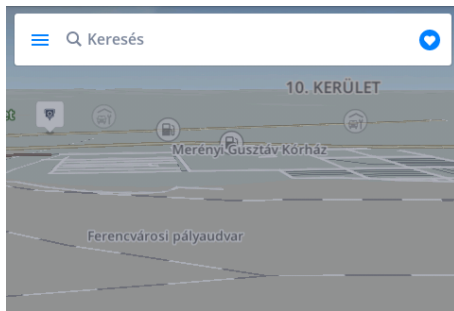 Keresés
10. KERÜLET
Merényi Gusztáv Kórház
Ferencvárosi pályaudvar